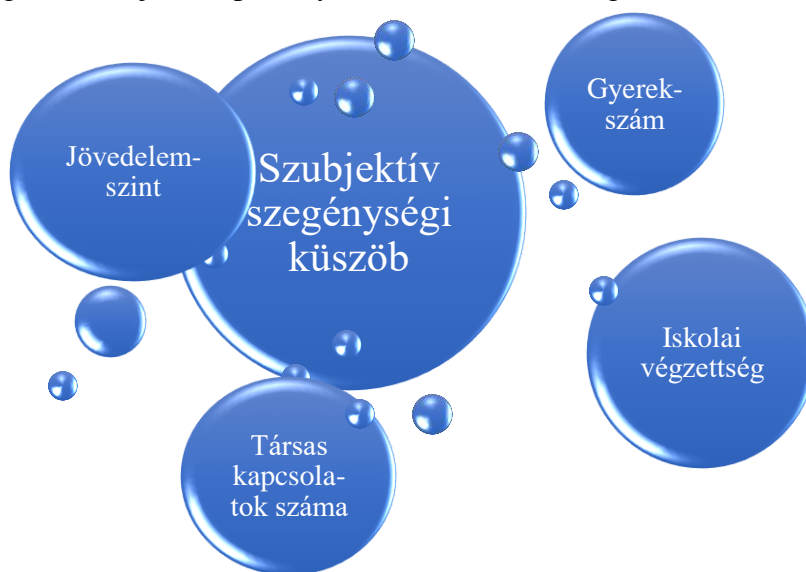 Gyerek-
szám
Jövedelem-
szint
Szubjektív
szegénységi
küszöb
Iskolai
végzettség
Társas
kapcsola-
tok száma